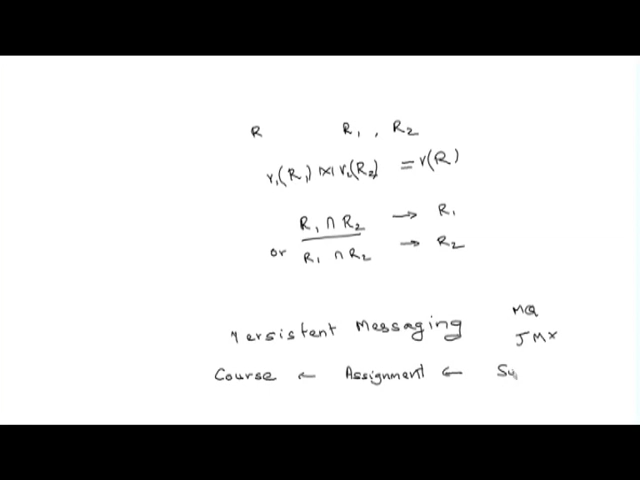 R R₁ , R₂
r₁(R₁) ⋈ r₂(R₂) = r(R)
R₁ ∩ R₂ → R₁
or R₁ ∩ R₂ → R₂
MQ
Persistent Messaging
JMX
Course ← Assignment ← Su